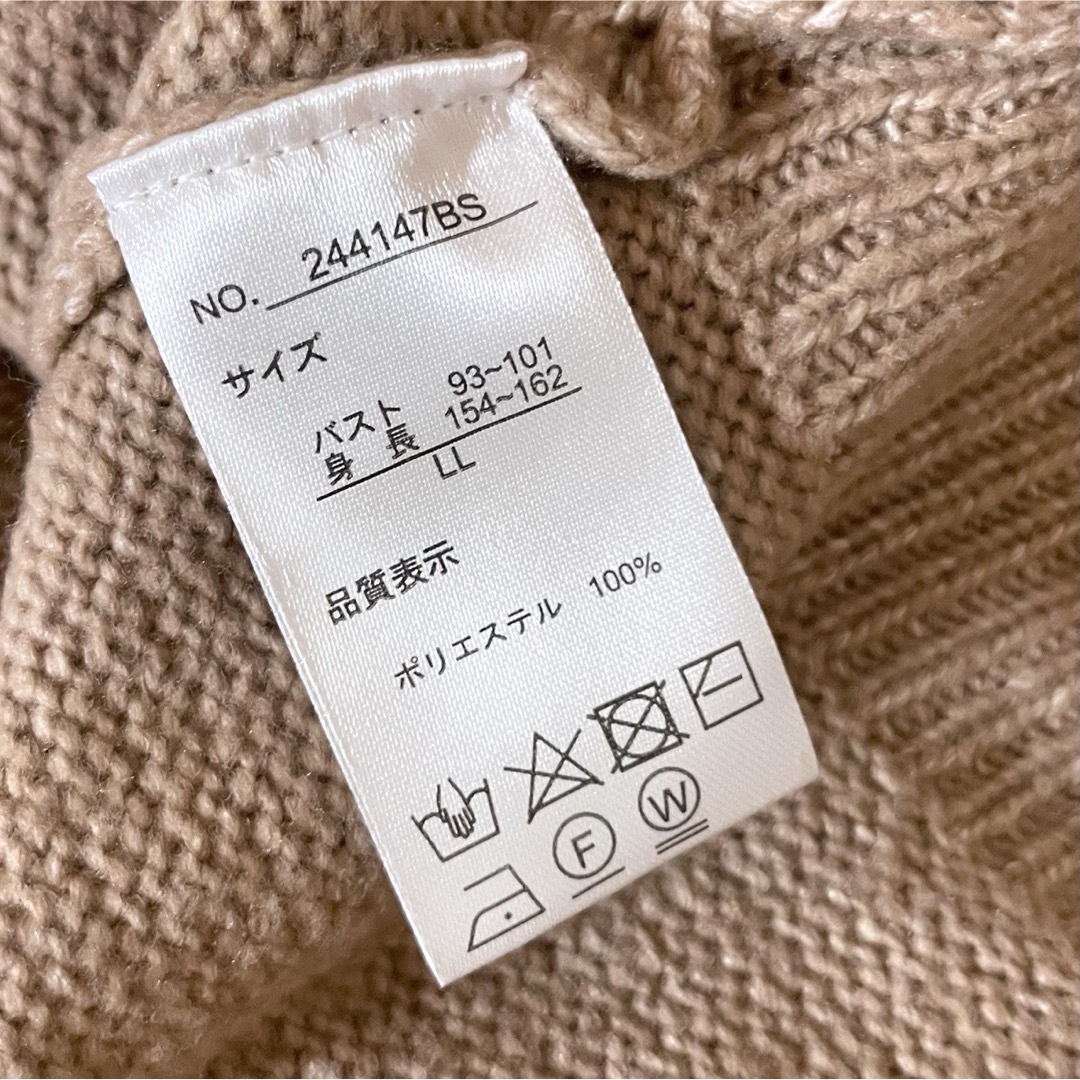 NO. 244147BS
サイズ
バスト 93~101
身長 154~162
LL
品質表示
ポリエステル 100%
F W